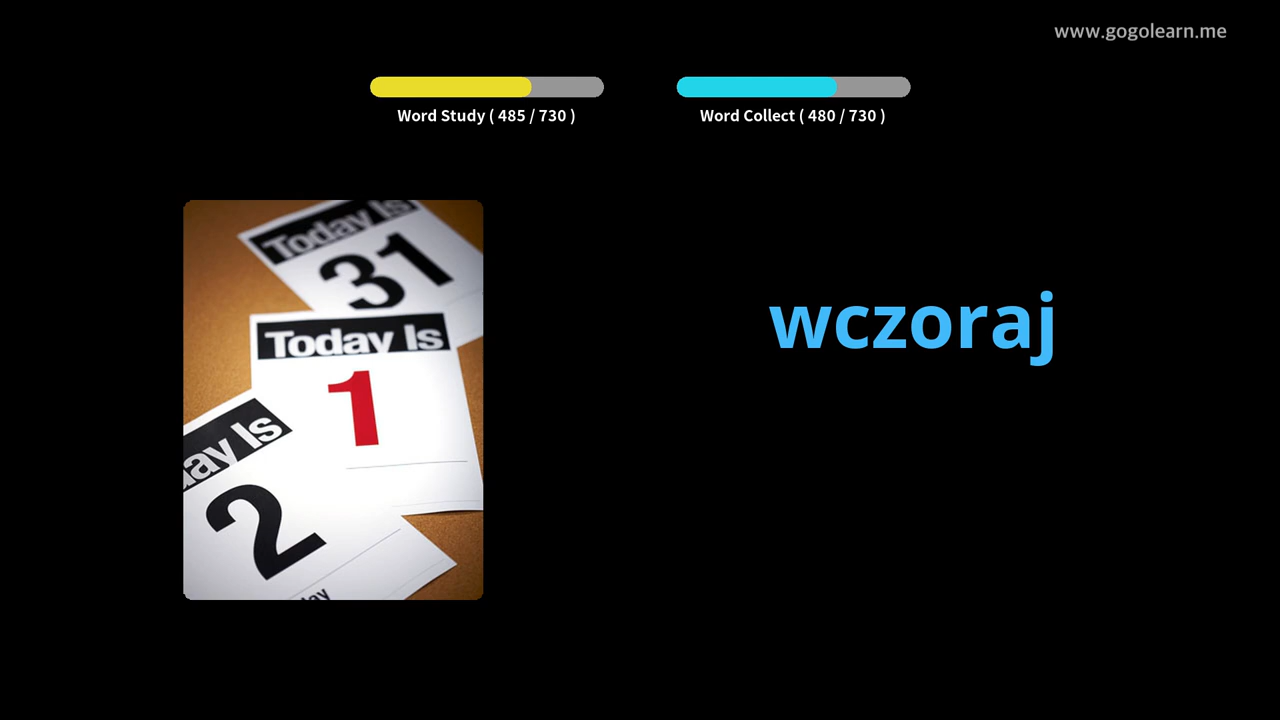 www.gogolearn.me
Word Study ( 485 / 730 )
Word Collect ( 480 / 730 )
Today Is
31
Today Is
1
ay Is
2
wczoraj